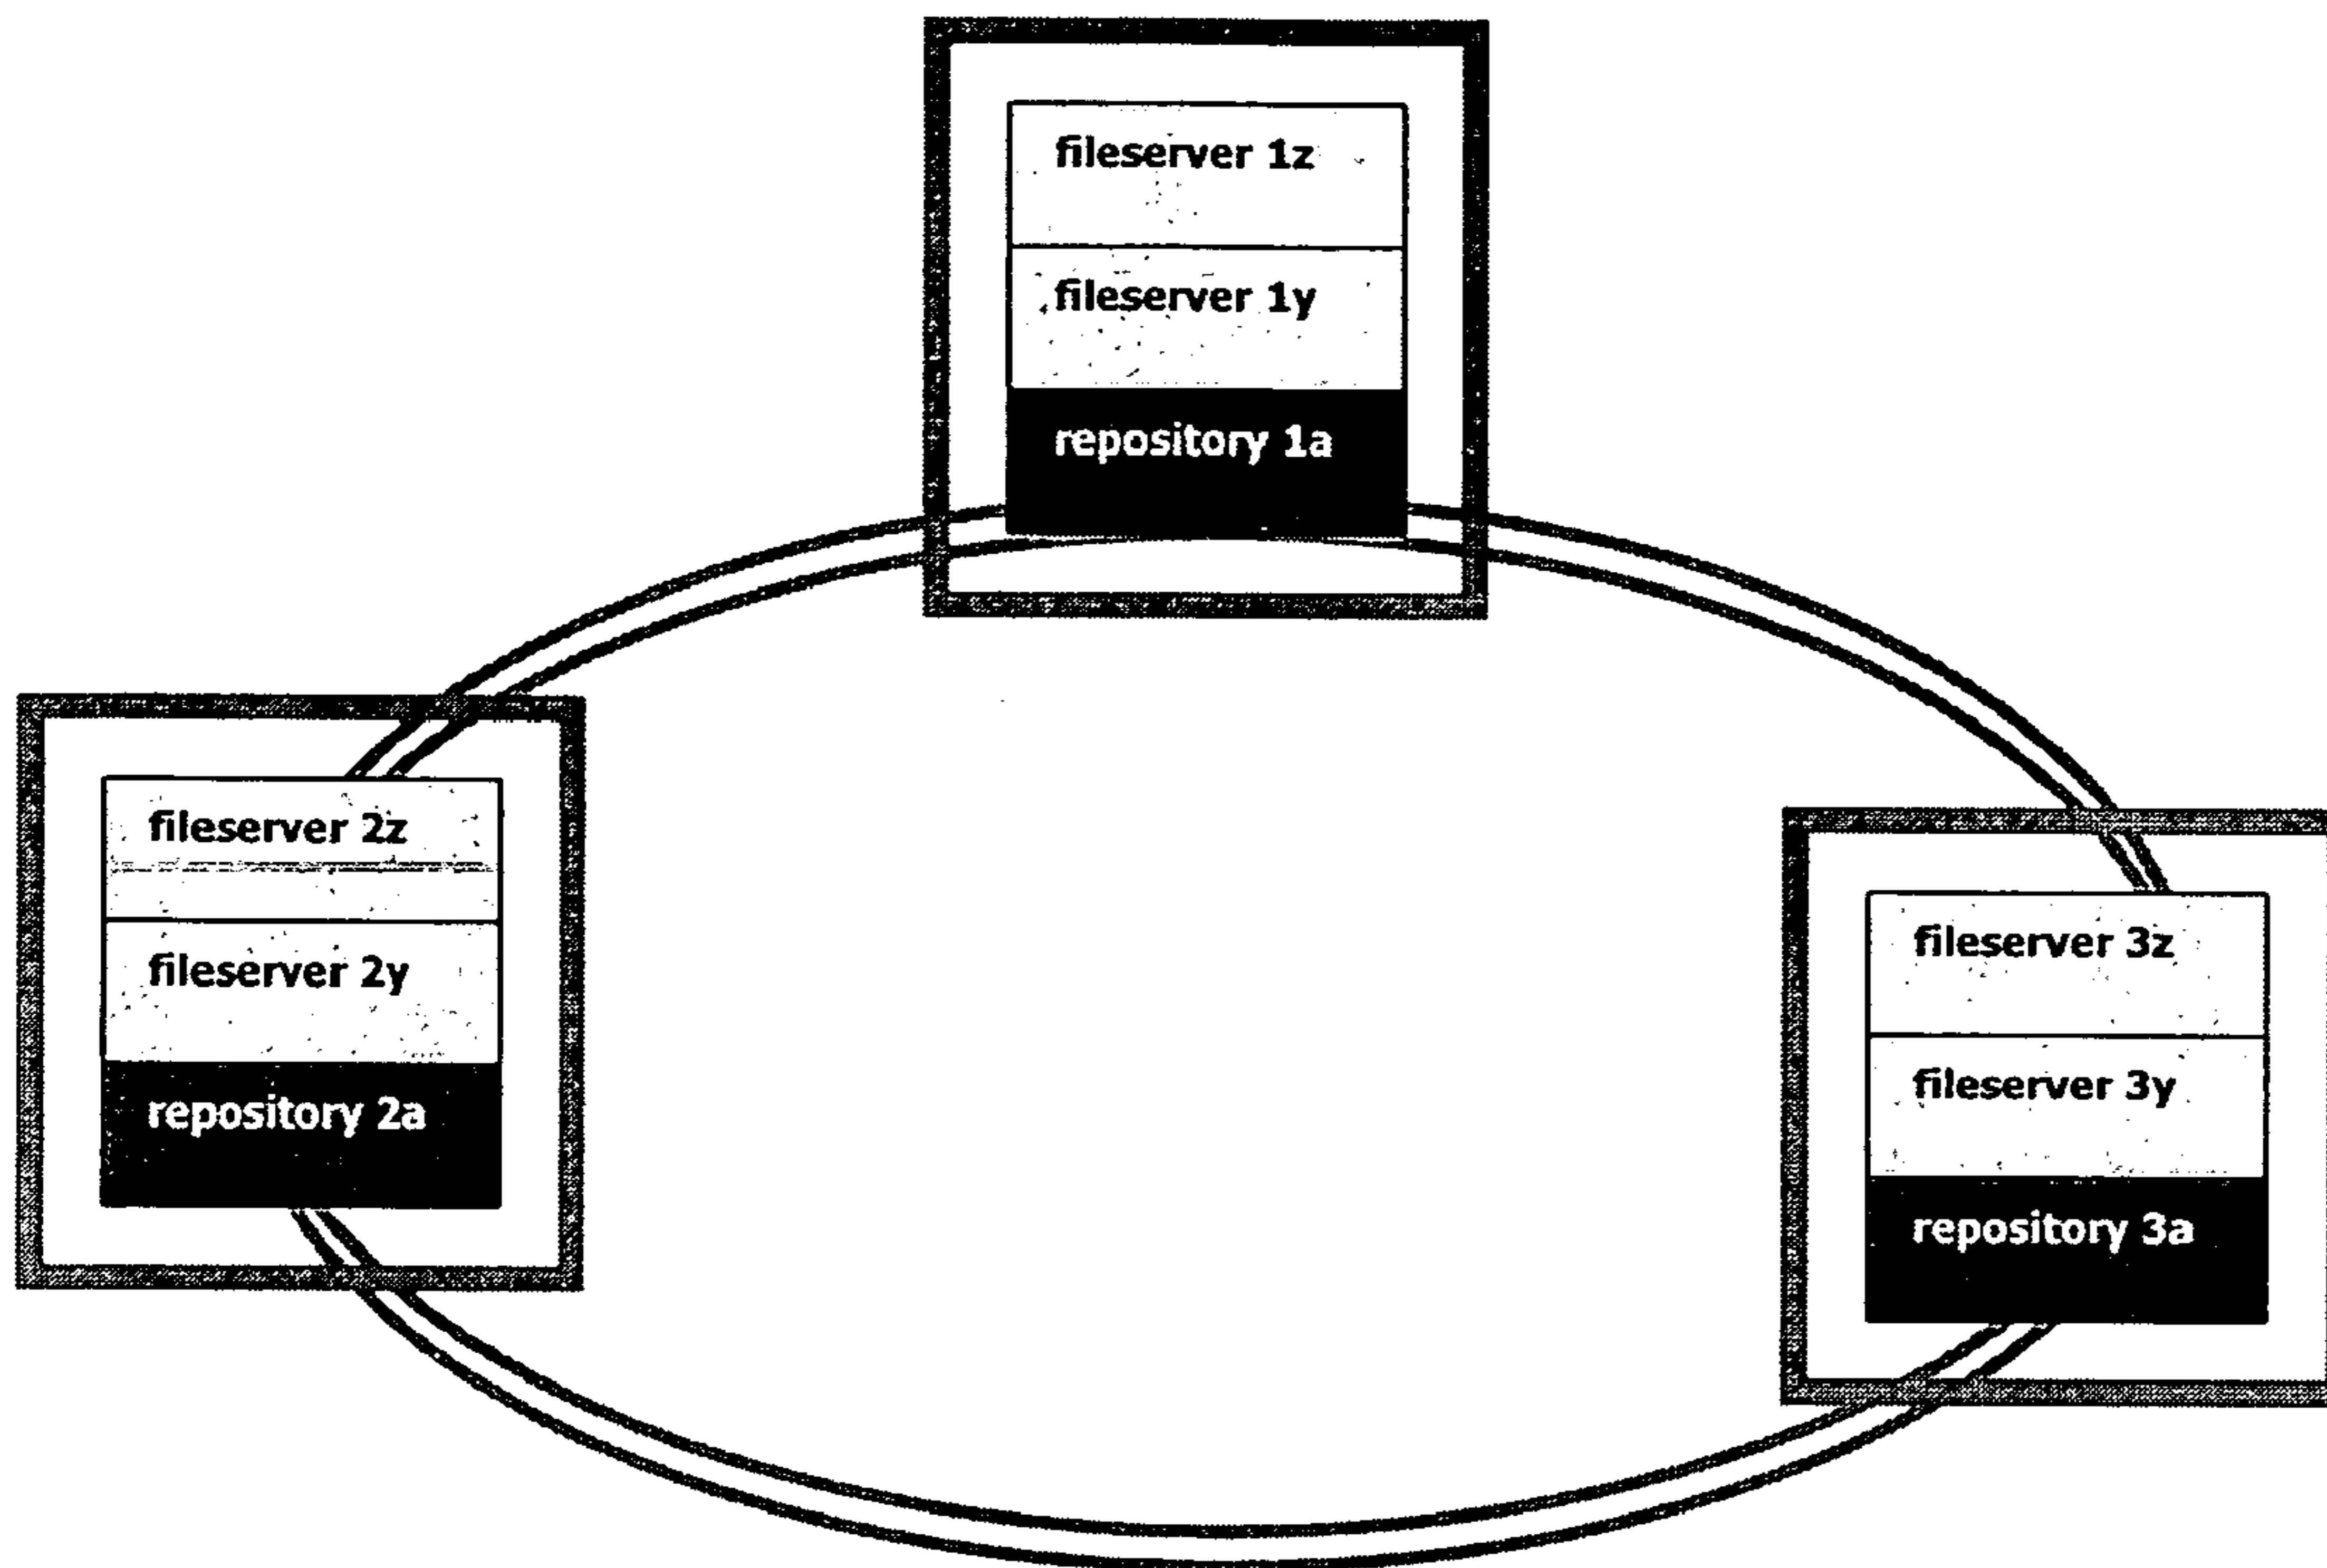 fileserver 1z
fileserver 1y
repository 1a
fileserver 2z
fileserver 2y
repository 2a
fileserver 3z
fileserver 3y
repository 3a